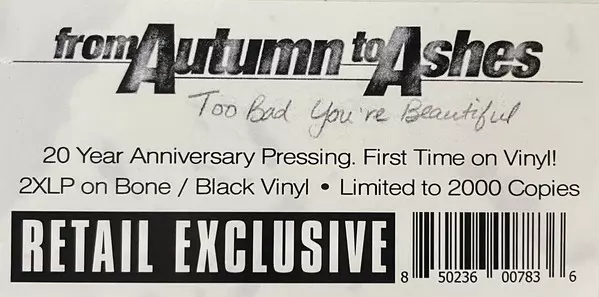 from Autumn to Ashes
Too Bad You're Beautiful
20 Year Anniversary Pressing. First Time on Vinyl!
2XLP on Bone / Black Vinyl • Limited to 2000 Copies
RETAIL EXCLUSIVE
8 50236 00783 6